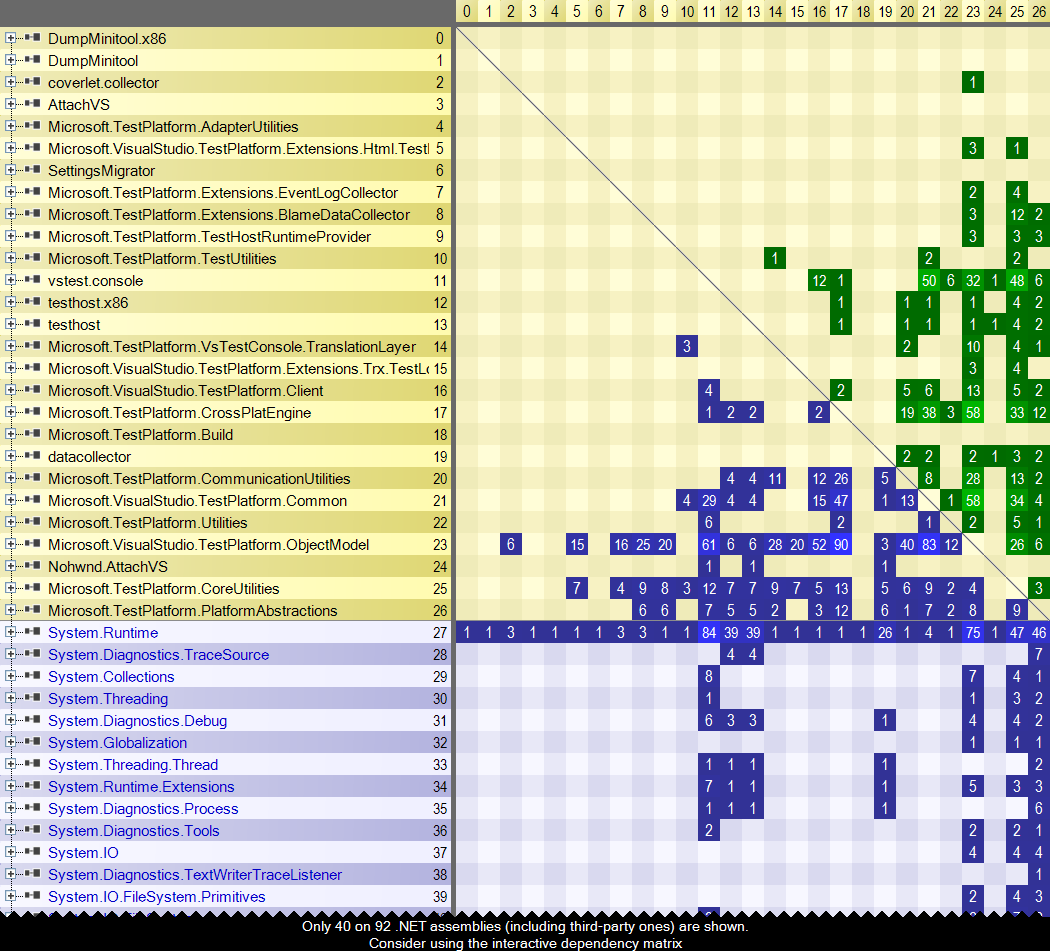 0 1 2 3 4 5 6 7 8 9 10 11 12 13 14 15 16 17 18 19 20 21 22 23 24 25 26
DumpMinitool.x86 0
DumpMinitool 1
coverlet.collector 2 1
AttachVS 3
Microsoft.TestPlatform.AdapterUtilities 4
Microsoft.VisualStudio.TestPlatform.Extensions.Html.TestL 5 3 1
SettingsMigrator 6
Microsoft.TestPlatform.Extensions.EventLogCollector 7 2 4
Microsoft.TestPlatform.Extensions.BlameDataCollector 8 3 12 2
Microsoft.TestPlatform.TestHostRuntimeProvider 9 3 3 3
Microsoft.TestPlatform.TestUtilities 10 1 2 2
vstest.console 11 12 1 50 6 32 1 48 6
testhost.x86 12 1 1 1 1 4 2
testhost 13 1 1 1 1 1 4 2
Microsoft.TestPlatform.VsTestConsole.TranslationLayer 14 3 2 10 4 1
Microsoft.VisualStudio.TestPlatform.Extensions.Trx.TestLo 15 3 4
Microsoft.VisualStudio.TestPlatform.Client 16 4 2 5 6 13 5 2
Microsoft.TestPlatform.CrossPlatEngine 17 1 2 2 2 19 38 3 58 33 12
Microsoft.TestPlatform.Build 18
datacollector 19 2 2 2 1 3 2
Microsoft.TestPlatform.CommunicationUtilities 20 4 4 11 12 26 5 8 28 13 2
Microsoft.VisualStudio.TestPlatform.Common 21 4 29 4 4 15 47 1 13 1 58 34 4
Microsoft.TestPlatform.Utilities 22 6 2 1 2 5 1
Microsoft.VisualStudio.TestPlatform.ObjectModel 23 6 15 16 25 20 61 6 6 28 20 52 90 3 40 83 12 26 6
Nohwnd.AttachVS 24 1 1 1
Microsoft.TestPlatform.CoreUtilities 25 7 4 9 8 3 12 7 7 9 7 5 13 5 6 9 2 4 3
Microsoft.TestPlatform.PlatformAbstractions 26 6 6 7 5 5 2 3 12 6 1 7 2 8 9
System.Runtime 27 1 1 3 1 1 1 1 3 3 1 1 84 39 39 1 1 1 1 1 26 1 4 1 75 1 47 46
System.Diagnostics.TraceSource 28 4 4 7
System.Collections 29 8 7 4 1
System.Threading 30 1 1 3 2
System.Diagnostics.Debug 31 6 3 3 1 4 4 2
System.Globalization 32 1 1 1
System.Threading.Thread 33 1 1 1 1 2
System.Runtime.Extensions 34 7 1 1 1 5 3 3
System.Diagnostics.Process 35 1 1 1 1 6
System.Diagnostics.Tools 36 2 2 2 1
System.IO 37 4 4 4
System.Diagnostics.TextWriterTraceListener 38 1
System.IO.FileSystem.Primitives 39 2 4 3
Only 40 on 92 .NET assemblies (including third-party ones) are shown.
Consider using the interactive dependency matrix